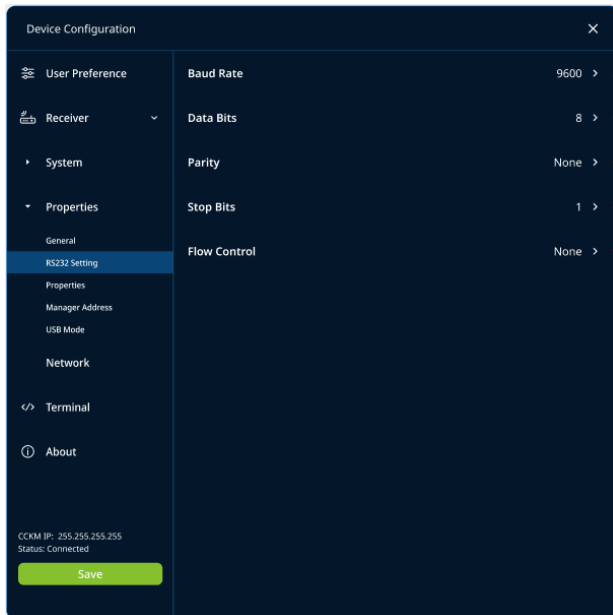 Device Configuration
User Preference
Receiver
System
Properties
General
RS232 Setting
Properties
Manager Address
USB Mode
Network
Terminal
About
CCKM IP: 255.255.255.255
Status: Connected
Save
Baud Rate 9600
Data Bits 8
Parity None
Stop Bits 1
Flow Control None